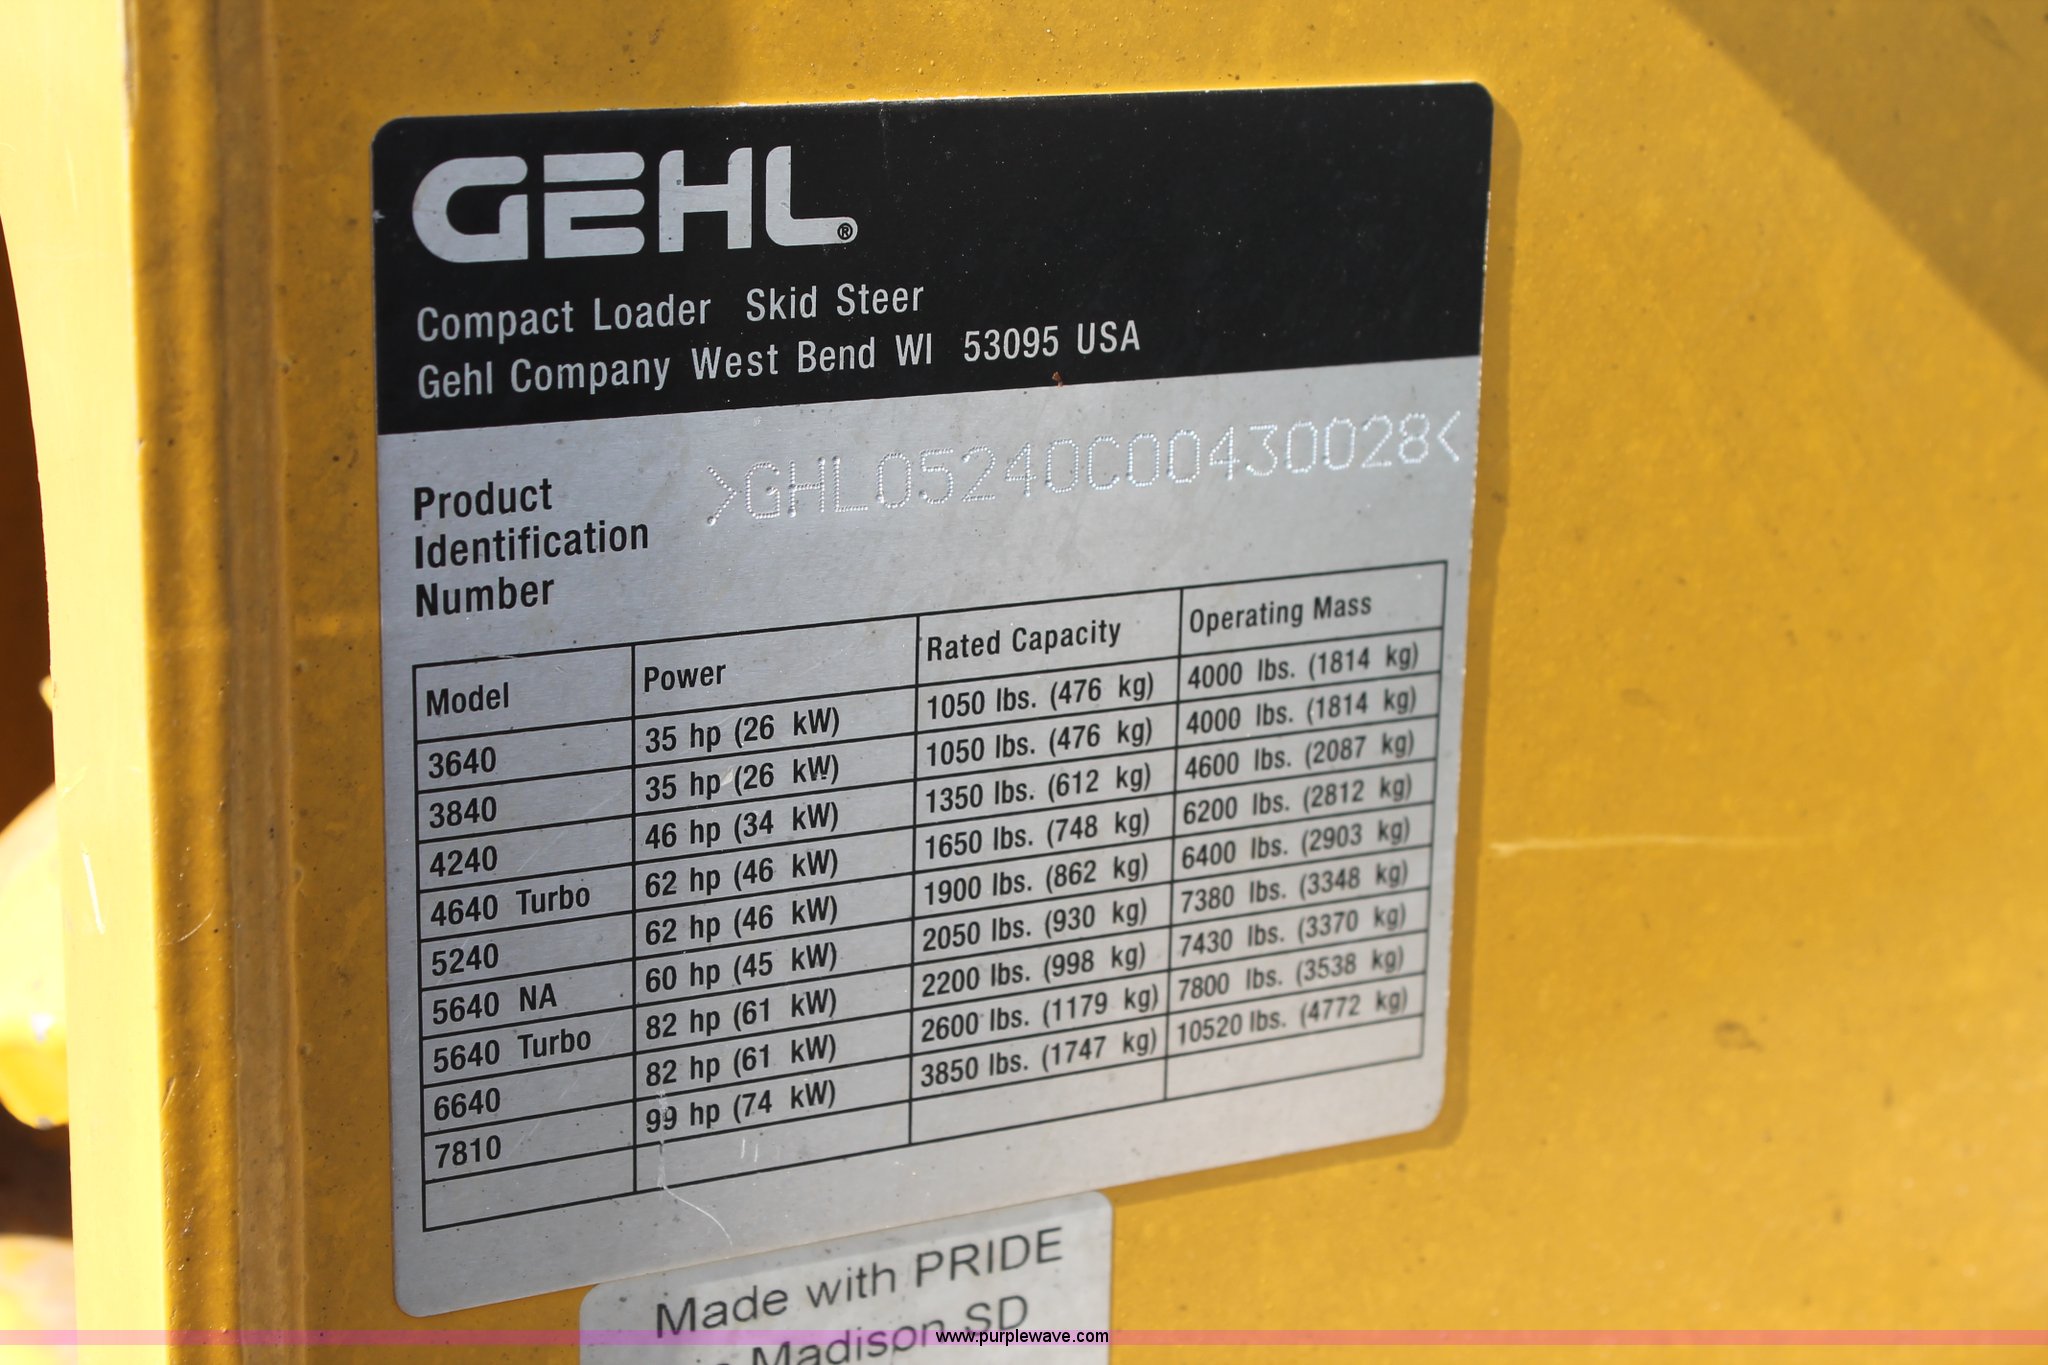 GEHL®
Compact Loader Skid Steer
Gehl Company West Bend WI 53095 USA
Product
Identification
Number
>GHL05240C00430028<
Model Power Rated Capacity Operating Mass
3640 35 hp (26 kW) 1050 lbs. (476 kg) 4000 lbs. (1814 kg)
3840 35 hp (26 kW) 1050 lbs. (476 kg) 4000 lbs. (1814 kg)
4240 46 hp (34 kW) 1350 lbs. (612 kg) 4600 lbs. (2087 kg)
4640 Turbo 62 hp (46 kW) 1650 lbs. (748 kg) 6200 lbs. (2812 kg)
5240 62 hp (46 kW) 1900 lbs. (862 kg) 6400 lbs. (2903 kg)
5640 NA 60 hp (45 kW) 2050 lbs. (930 kg) 7380 lbs. (3348 kg)
5640 Turbo 82 hp (61 kW) 2200 lbs. (998 kg) 7430 lbs. (3370 kg)
6640 82 hp (61 kW) 2600 lbs. (1179 kg) 7800 lbs. (3538 kg)
7810 99 hp (74 kW) 3850 lbs. (1747 kg) 10520 lbs. (4772 kg)
Made with PRIDE
Madison SD
www.purplewave.com